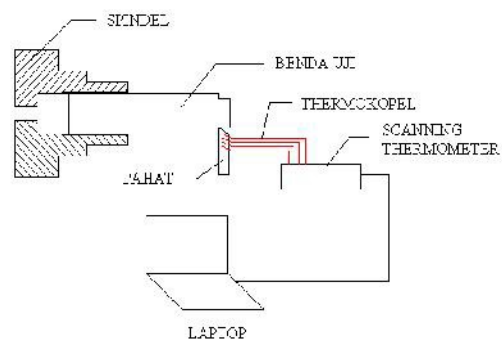 SPINDEL
BENDA UJI
THERMOKOPEL
SCANNING
THERMOMETER
PAHAT
LAPTOP